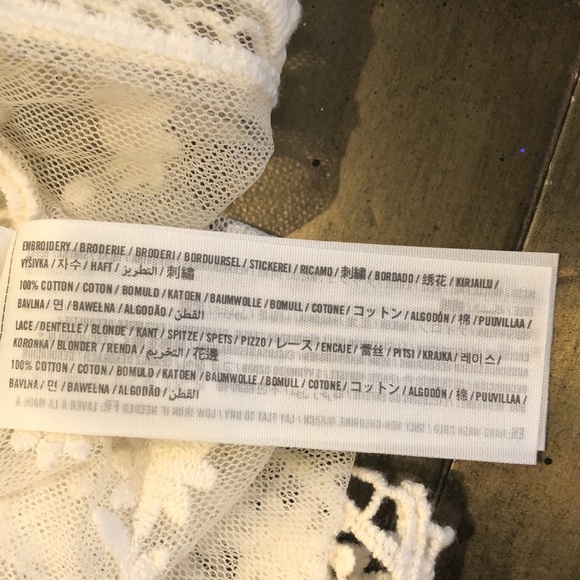 EMBROIDERY / BRODERIE / BRODERI / BORDUURSEL / STICKEREI / RICAMO / 刺繍 / BORDADO / 绣花 / KIRJAILU /
VÝŠIVKA / 자수 / HAFT / التطريز / 刺繡
100% COTTON / COTON / BOMULD / KATOEN / BAUMWOLLE / BOMULL / COTONE / コットン / ALGODÓN / 棉 / PUUVILLAA /
BAVLNA / 면 / BAWEŁNA / ALGODÃO / القطن
LACE / DENTELLE / BLONDE / KANT / SPITZE / SPETS / PIZZO / レース / ENCAJE /蕾丝 / PITSI / KRAJKA / 레이스 /
KORONKA / BLONDER / RENDA / التخريم / 花邊
100% COTTON / COTON / BOMULD / KATOEN / BAUMWOLLE / BOMULL / COTONE / コットン / ALGODÓN / 棉 / PUUVILLAA /
BAVLNA / 면 / BAWEŁNA / ALGODÃO / القطن